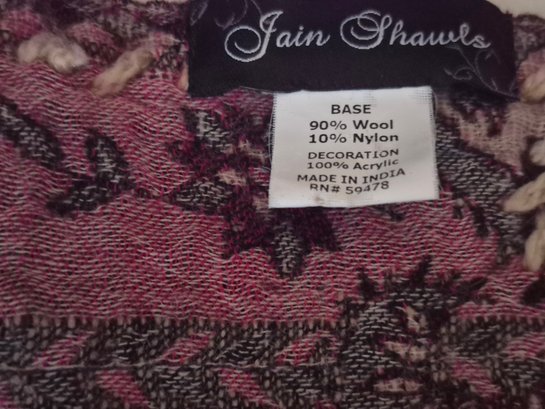 Jain Shawls
BASE
90% Wool
10% Nylon
DECORATION
100% Acrylic
MADE IN INDIA
RN# 59478